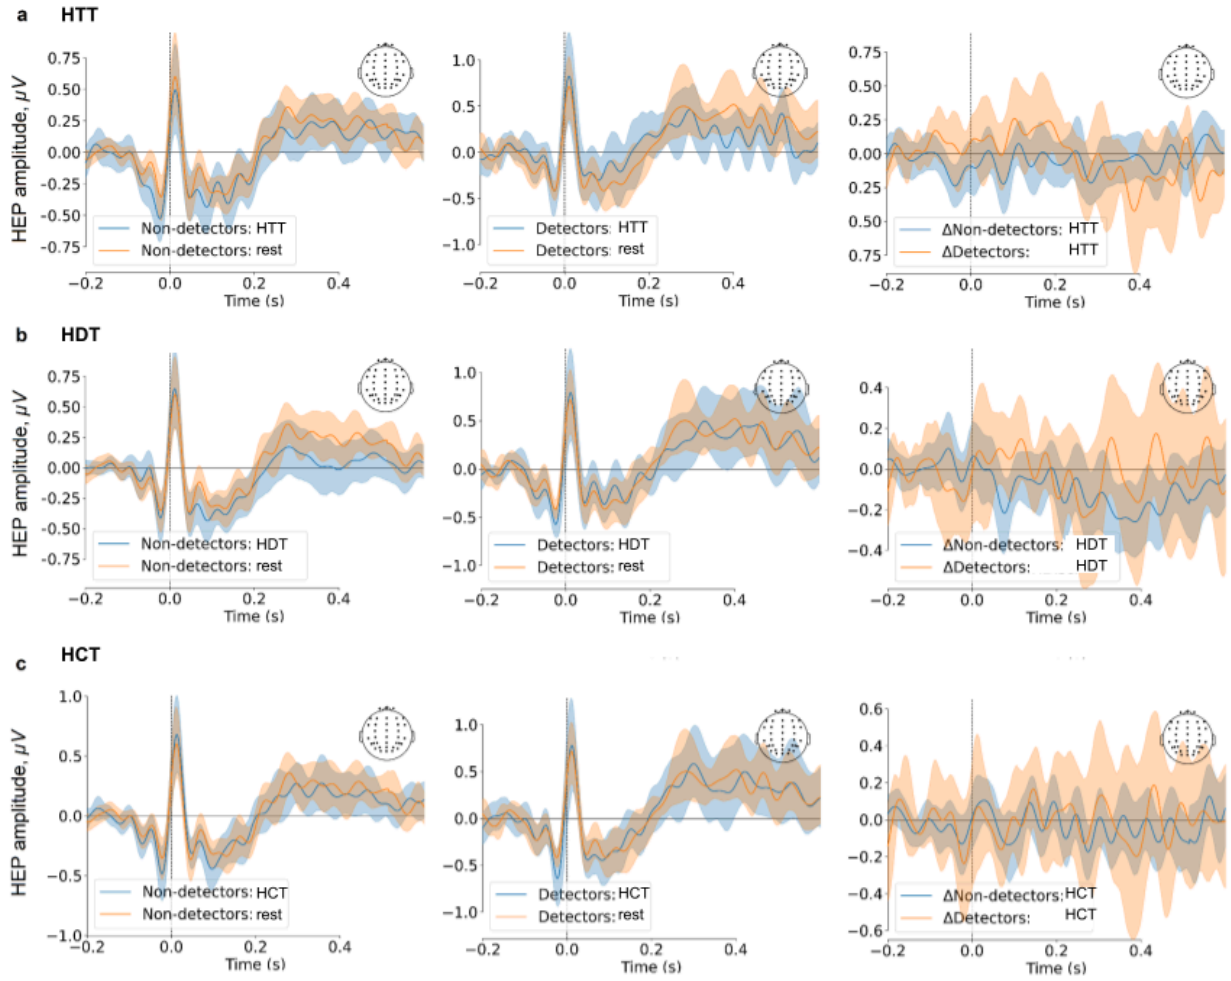 a HTT
HEP amplitude, µV
0.75
0.50
0.25
0.00
-0.25
-0.50
-0.75
Non-detectors: HTT
Non-detectors: rest
−0.2 0.0 0.2 0.4
Time (s)
1.0
0.5
0.0
-0.5
-1.0
Detectors: HTT
Detectors: rest
−0.2 0.0 0.2 0.4
Time (s)
0.75
0.50
0.25
0.00
0.25
0.50
0.75
ΔNon-detectors: HTT
ΔDetectors: HTT
−0.2 0.0 0.2 0.4
Time (s)
b HDT
HEP amplitude, µV
0.75
0.50
0.25
0.00
-0.25
-0.50
-0.75
Non-detectors: HDT
Non-detectors: rest
−0.2 0.0 0.2 0.4
Time (s)
1.0
0.5
0.0
−0.5
−1.0
Detectors: HDT
Detectors: rest
−0.2 0.0 0.2 0.4
Time (s)
0.4
0.2
0.0
−0.2
−0.4
ΔNon-detectors: HDT
ΔDetectors: HDT
−0.2 0.0 0.2 0.4
Time (s)
c HCT
HEP amplitude, µV
1.0
0.5
0.0
−0.5
−1.0
Non-detectors: HCT
Non-detectors: rest
−0.2 0.0 0.2 0.4
Time (s)
1.0
0.5
0.0
−0.5
−1.0
Detectors: HCT
Detectors: rest
−0.2 0.0 0.2 0.4
Time (s)
0.6
0.4
0.2
0.0
−0.2
−0.4
−0.6
ΔNon-detectors: HCT
ΔDetectors: HCT
−0.2 0.0 0.2 0.4
Time (s)